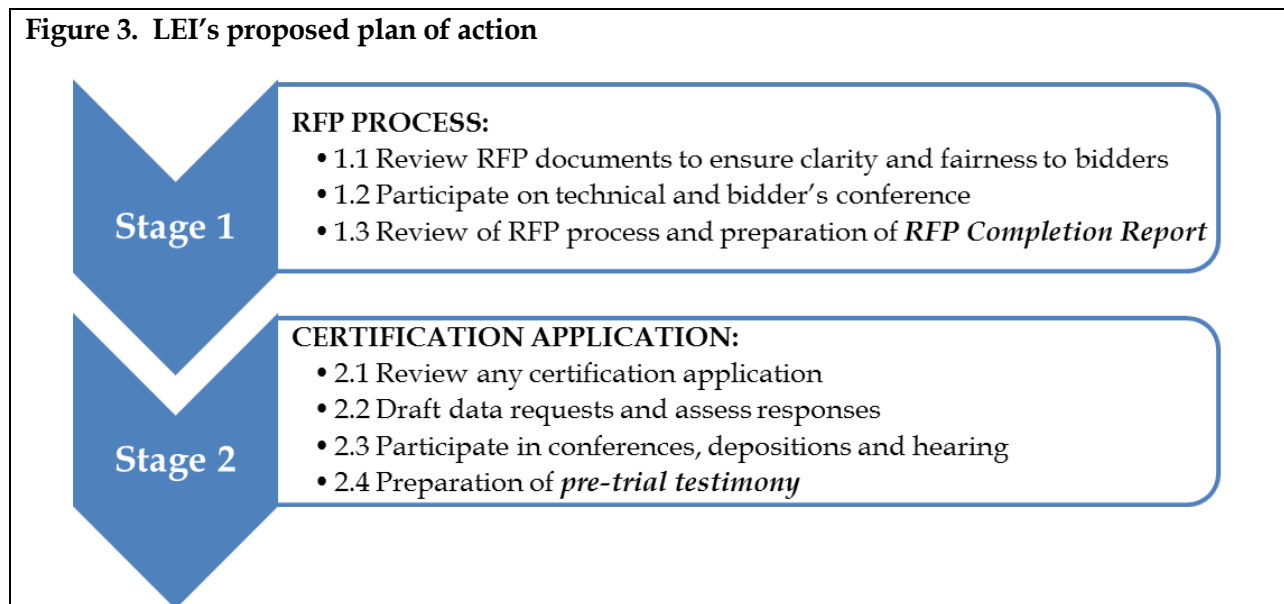 Figure 3. LEI's proposed plan of action
Stage 1
RFP PROCESS:
• 1.1 Review RFP documents to ensure clarity and fairness to bidders
• 1.2 Participate on technical and bidder's conference
• 1.3 Review of RFP process and preparation of RFP Completion Report
Stage 2
CERTIFICATION APPLICATION:
• 2.1 Review any certification application
• 2.2 Draft data requests and assess responses
• 2.3 Participate in conferences, depositions and hearing
• 2.4 Preparation of pre-trial testimony